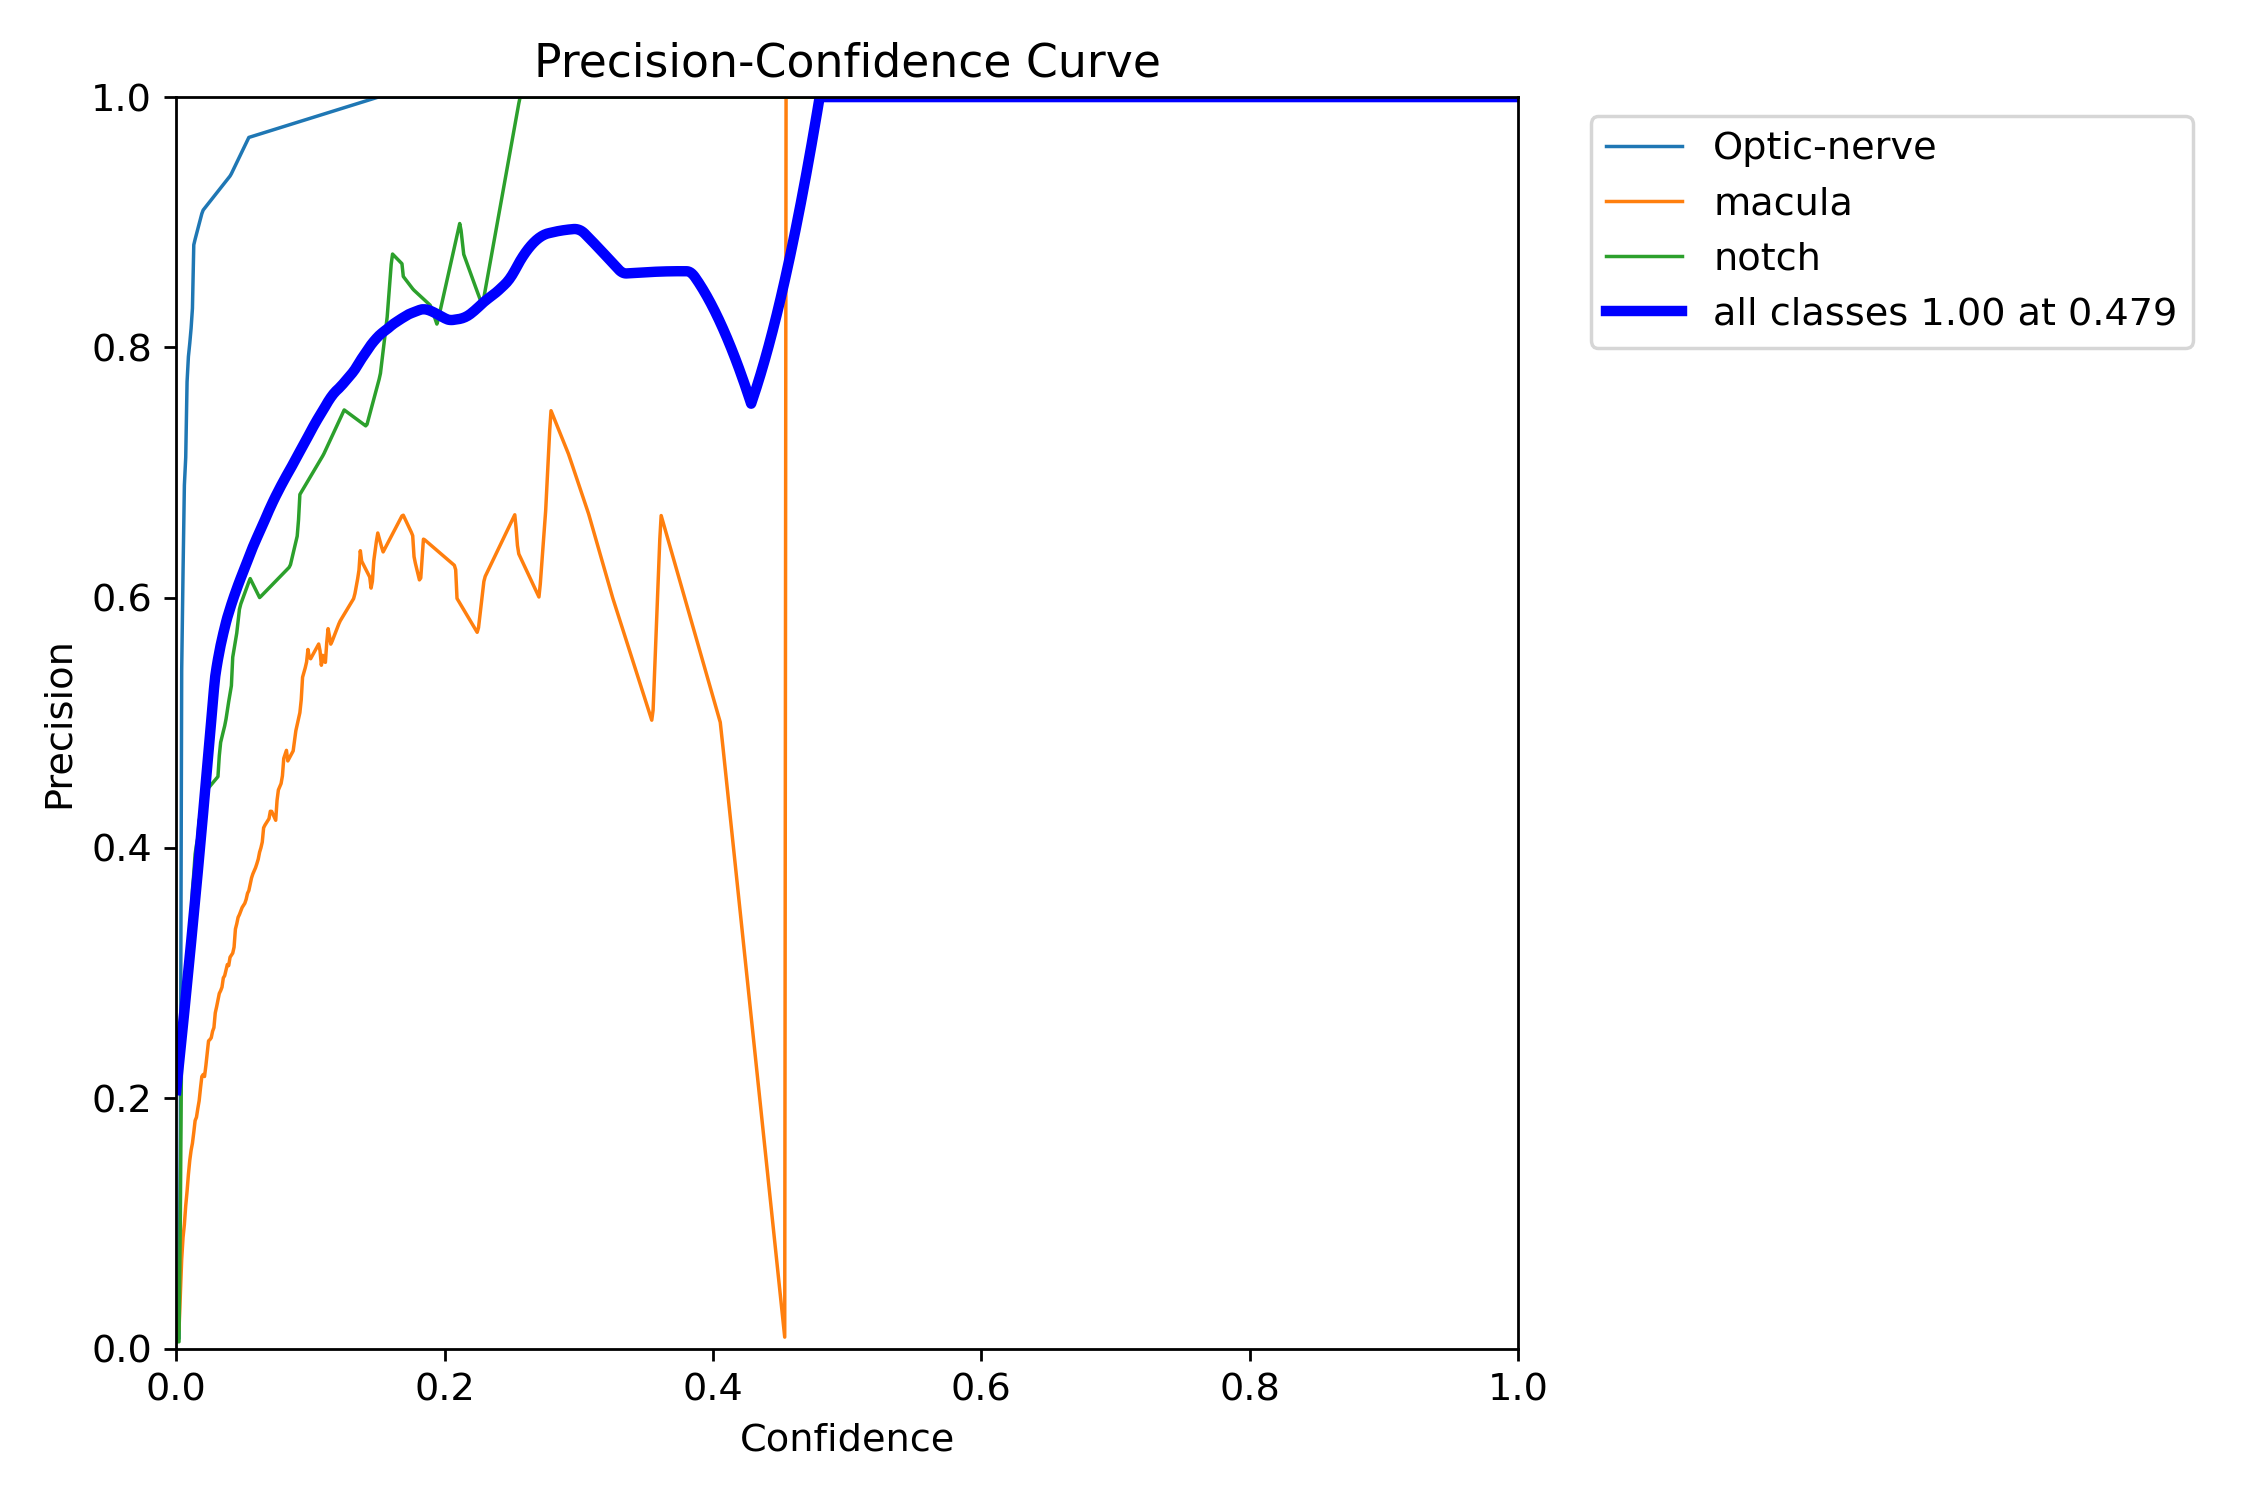 Precision-Confidence Curve
1.0
0.8
0.6
0.4
0.2
0.0
Precision
0.0 0.2 0.4 0.6 0.8 1.0
Confidence
Optic-nerve
macula
notch
all classes 1.00 at 0.479